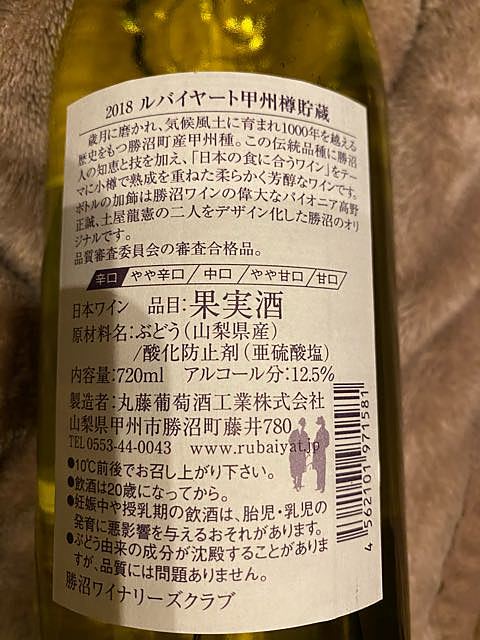 2018 ルバイヤート甲州樽貯蔵
歳月に磨かれ、気候風土に育まれ1000年を越える
歴史をもつ勝沼町産甲州種。この伝統品種に勝沼
人の知恵と技を加え、「日本の食に合うワイン」をテー
マに小樽で熟成を重ねた柔らかく芳醇なワインです。
ボトルの加飾は勝沼ワインの偉大なパイオニア高野
正誠、土屋龍憲の二人をデザイン化した勝沼のオリ
ジナルです。
品質審査委員会の審査合格品。
辛口 やや辛口 中口 やや甘口 甘口
日本ワイン 品目:果実酒
原材料名:ぶどう(山梨県産)
/酸化防止剤(亜硫酸塩)
内容量:720ml アルコール分:12.5%
製造者:丸藤葡萄酒工業株式会社
山梨県甲州市勝沼町藤井780
TEL 0553-44-0043 www.rubaiyat.jp
●10℃前後でお召し上がり下さい。
●飲酒は20歳になってから。
●妊娠中や授乳期の飲酒は、胎児・乳児の
発育に悪影響を与えるおそれがあります。
●ぶどう由来の成分が沈殿することがありま
すが、品質には問題ありません。
勝沼ワイナリーズクラブ
4562101971581